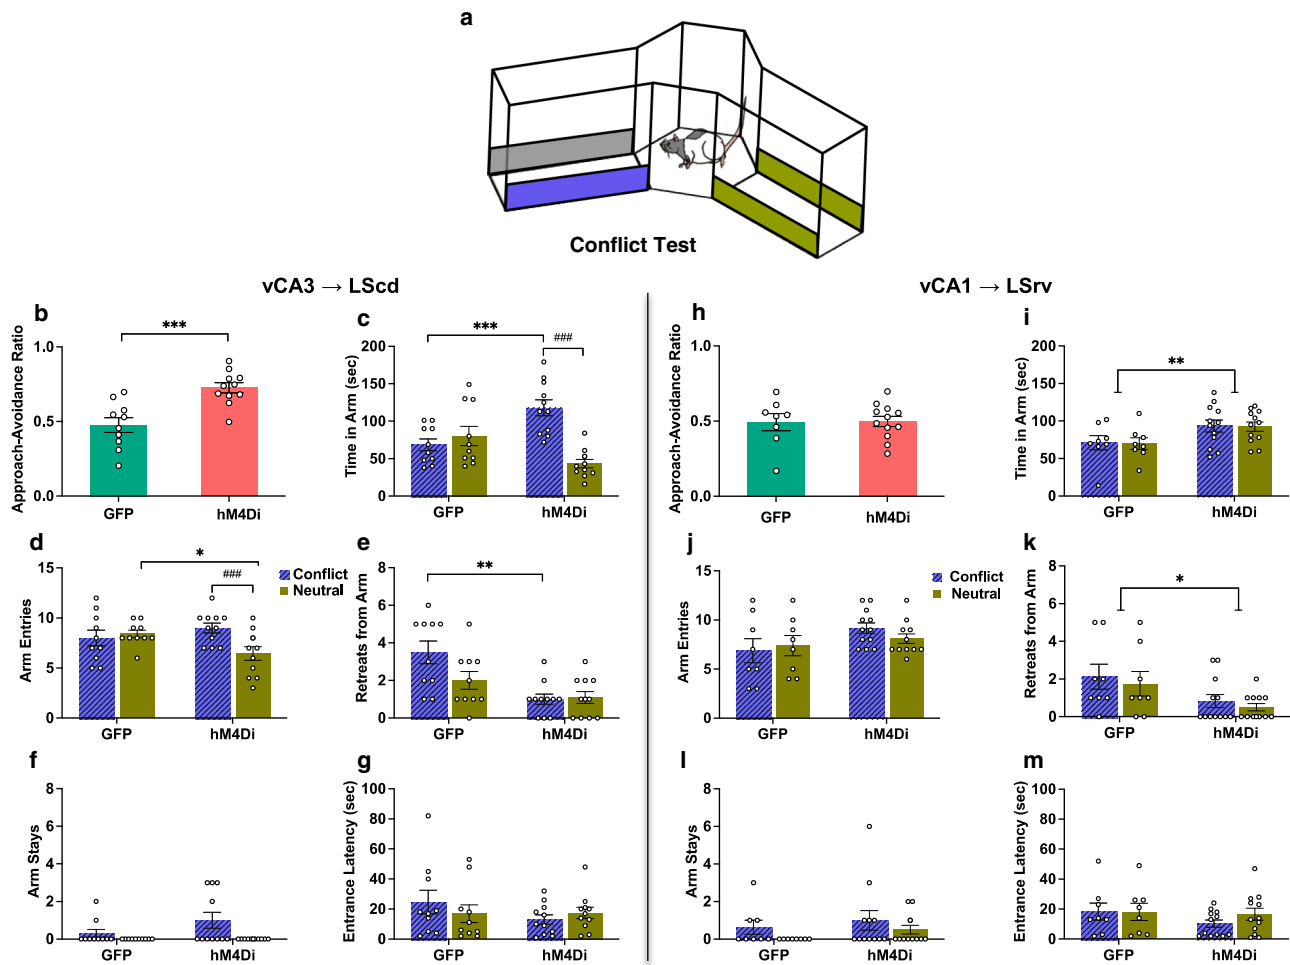 a
Conflict Test
vCA3 → LScd
vCA1 → LSrv
b
Approach-Avoidance Ratio
1.0
0.5
0.0
***
GFP
hM4Di
c
Time in Arm (sec)
200
150
100
50
0
***
###
GFP
hM4Di
h
Approach-Avoidance Ratio
1.0
0.5
0.0
GFP
hM4Di
i
Time in Arm (sec)
200
150
100
50
0
**
GFP
hM4Di
d
Arm Entries
15
10
5
0
*
###
Conflict
Neutral
GFP
hM4Di
e
Retreats from Arm
8
6
4
2
0
**
GFP
hM4Di
j
Arm Entries
15
10
5
0
Conflict
Neutral
GFP
hM4Di
k
Retreats from Arm
8
6
4
2
0
*
GFP
hM4Di
f
Arm Stays
8
6
4
2
0
GFP
hM4Di
g
Entrance Latency (sec)
100
80
60
40
20
0
GFP
hM4Di
l
Arm Stays
8
6
4
2
0
GFP
hM4Di
m
Entrance Latency (sec)
100
80
60
40
20
0
GFP
hM4Di